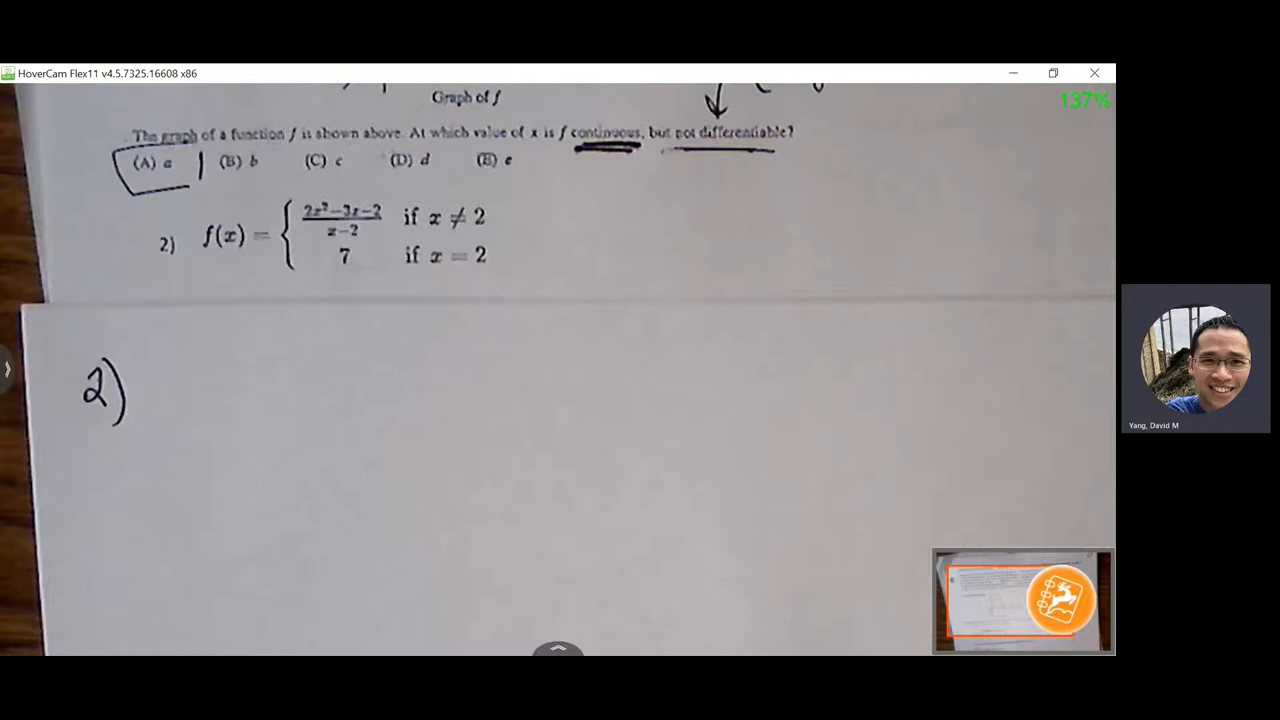 HoverCam Flex11 v4.5.7325.16608 x86
137%
Graph of f
The graph of a function f is shown above. At which value of x is f continuous, but not differentiable?
(A) a (B) b (C) c (D) d (E) e
2) f(x) = { (2x²−3x−2)/(x−2) if x ≠ 2
7 if x = 2
2)
Yang, David M